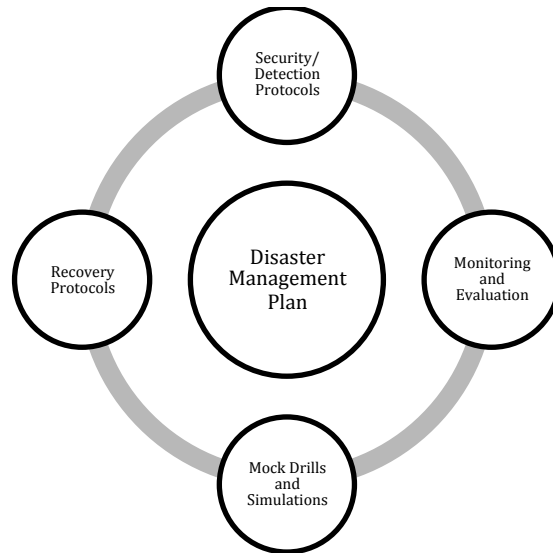 Security/
Detection
Protocols
Recovery
Protocols
Disaster
Management
Plan
Monitoring
and
Evaluation
Mock Drills
and
Simulations